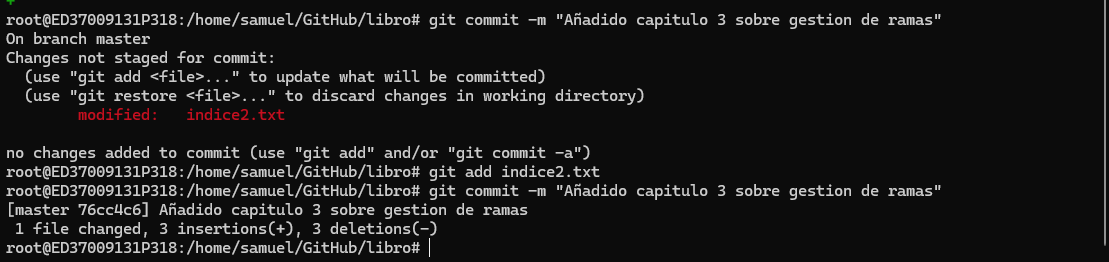 +
root@ED37009131P318:/home/samuel/GitHub/libro# git commit -m "Añadido capitulo 3 sobre gestion de ramas"
On branch master
Changes not staged for commit:
  (use "git add <file>..." to update what will be committed)
  (use "git restore <file>..." to discard changes in working directory)
        modified:   indice2.txt
no changes added to commit (use "git add" and/or "git commit -a")
root@ED37009131P318:/home/samuel/GitHub/libro# git add indice2.txt
root@ED37009131P318:/home/samuel/GitHub/libro# git commit -m "Añadido capitulo 3 sobre gestion de ramas"
[master 76cc4c6] Añadido capitulo 3 sobre gestion de ramas
 1 file changed, 3 insertions(+), 3 deletions(-)
root@ED37009131P318:/home/samuel/GitHub/libro#